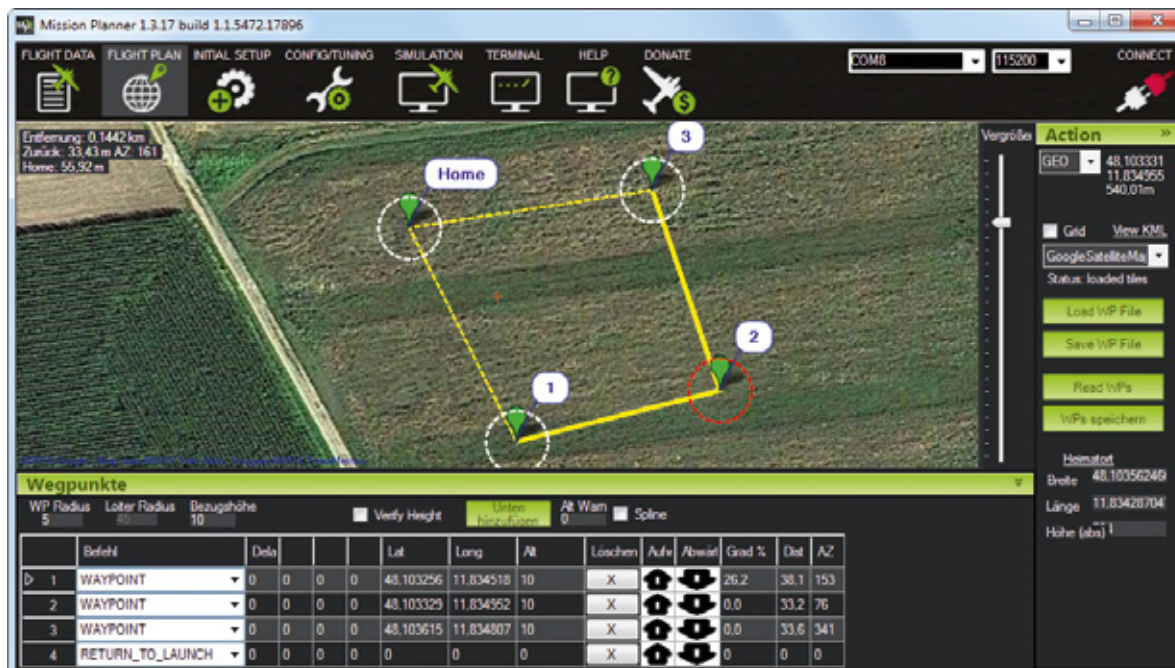 Mission Planner 1.3.17 build 1.1.5472.17896
FLIGHT DATA FLIGHT PLAN INITIAL SETUP CONFIG/TUNING SIMULATION TERMINAL HELP DONATE COM8 115200 CONNECT
Entfernung: 0,1442 km
Zurück: 33,43 m AZ: 161
Home: 55,92 m
Home
3
2
1
Vergrößer
Action
GEO 48,103331
11,834955
540,01m
Grid View KML
GoogleSatelliteMap
Status: loaded tiles
Load WP File
Save WP File
Read WPs
WPs speichern
Heimatort
Breite 48,10356246
Länge 11,83428704
Höhe (abs)
Wegpunkte
WP Radius Loiter Radius Bezugshöhe Alt Warn
5 45 10 Verify Height Unten hinzufügen 0 Spline
Befehl Dela Lat Long Alt Löschen Aufw Abwärt Grad % Dist AZ
1 WAYPOINT 0 0 0 0 48,103256 11,834518 10 X 26,2 38,1 153
2 WAYPOINT 0 0 0 0 48,103329 11,834952 10 X 0,0 33,2 76
3 WAYPOINT 0 0 0 0 48,103615 11,834807 10 X 0,0 33,6 341
4 RETURN_TO_LAUNCH 0 0 0 0 0 0 0 X 0 0 0